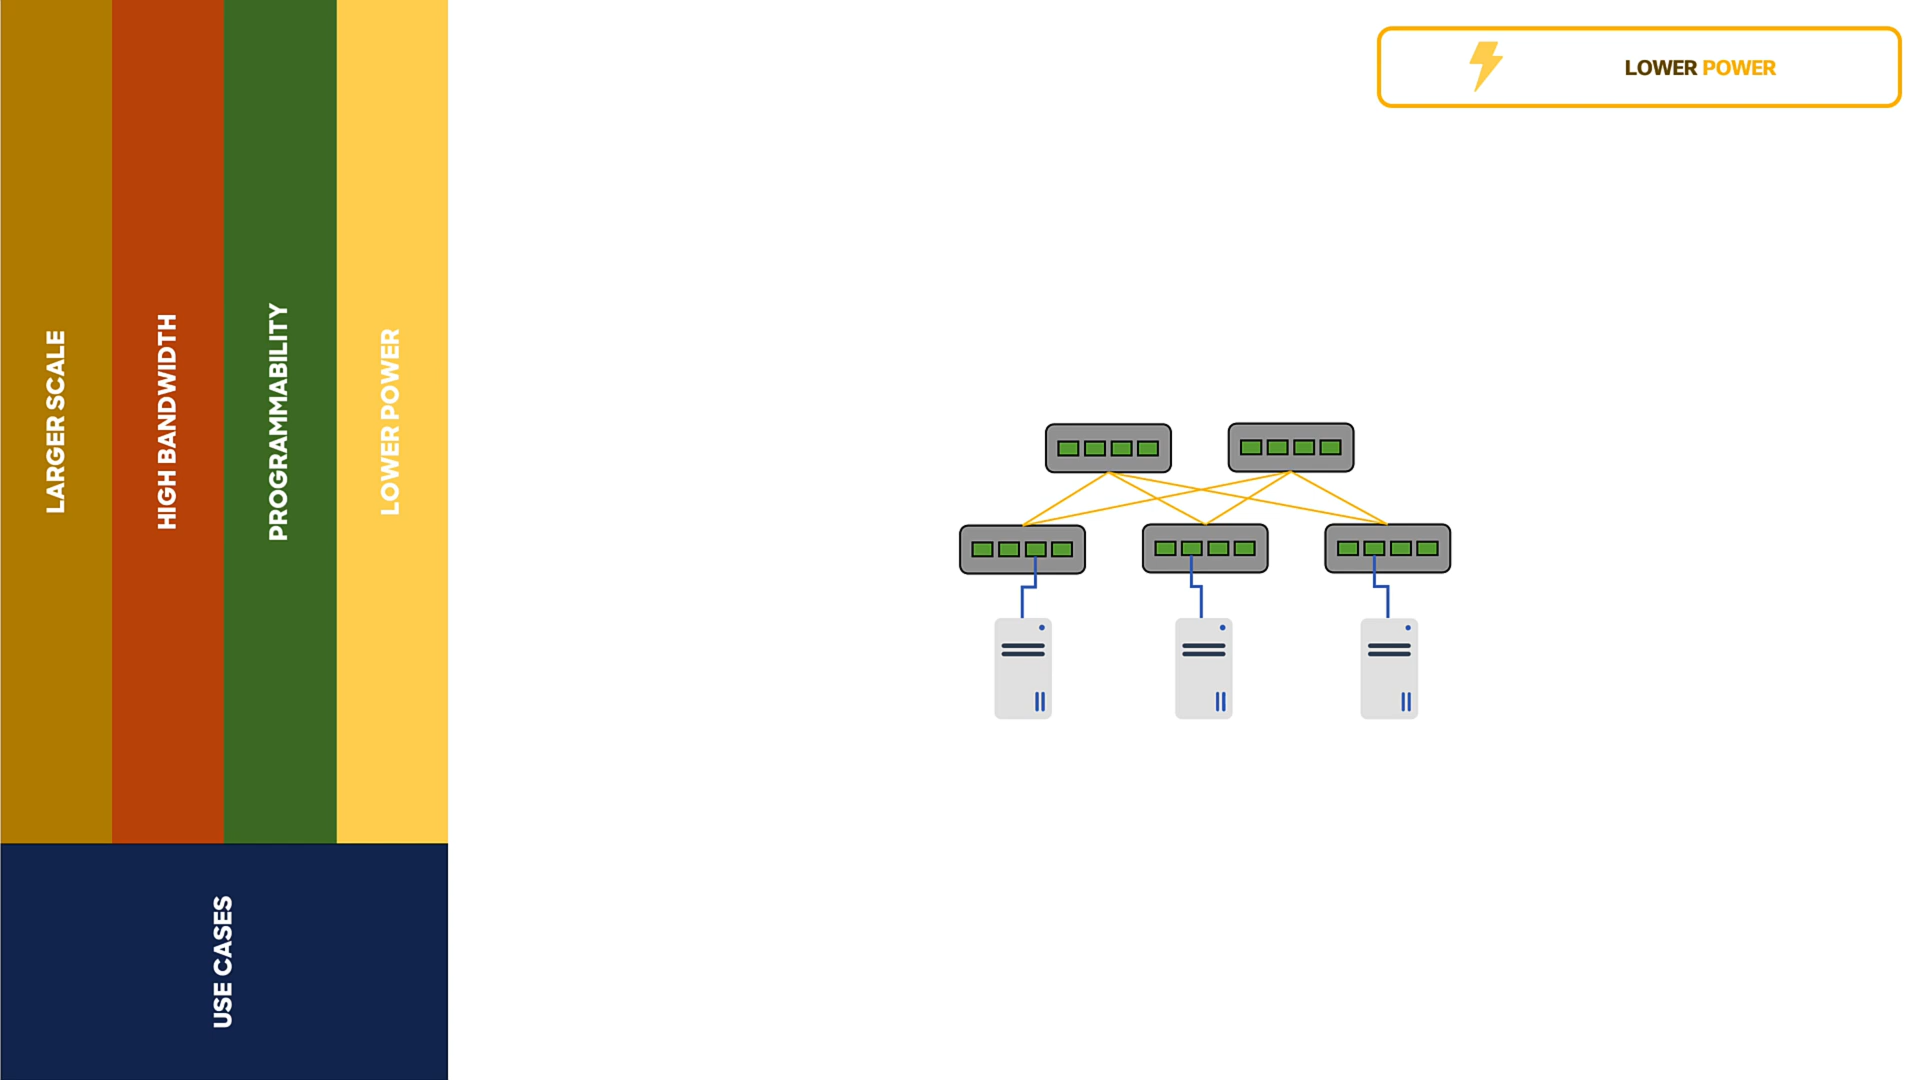 LARGER SCALE
HIGH BANDWIDTH
PROGRAMMABILITY
LOWER POWER
USE CASES
LOWER POWER